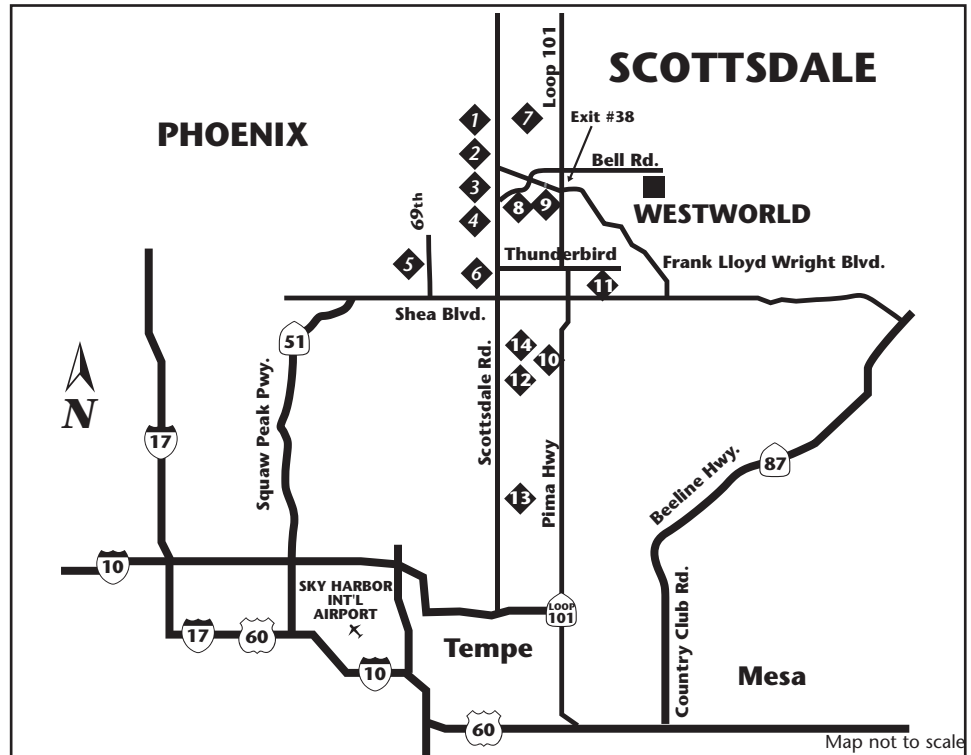 SCOTTSDALE
PHOENIX
Loop 101
Exit #38
1
7
2
Bell Rd.
3
8
9
WESTWORLD
4
69th
5
6
Thunderbird
Frank Lloyd Wright Blvd.
11
Shea Blvd.
51
14
10
12
N
17
Squaw Peak Pwy.
Scottsdale Rd.
Pima Hwy
87
Beeline Hwy.
13
10
SKY HARBOR
INT'L
AIRPORT
LOOP
101
17
60
Tempe
10
Country Club Rd.
Mesa
60
Map not to scale